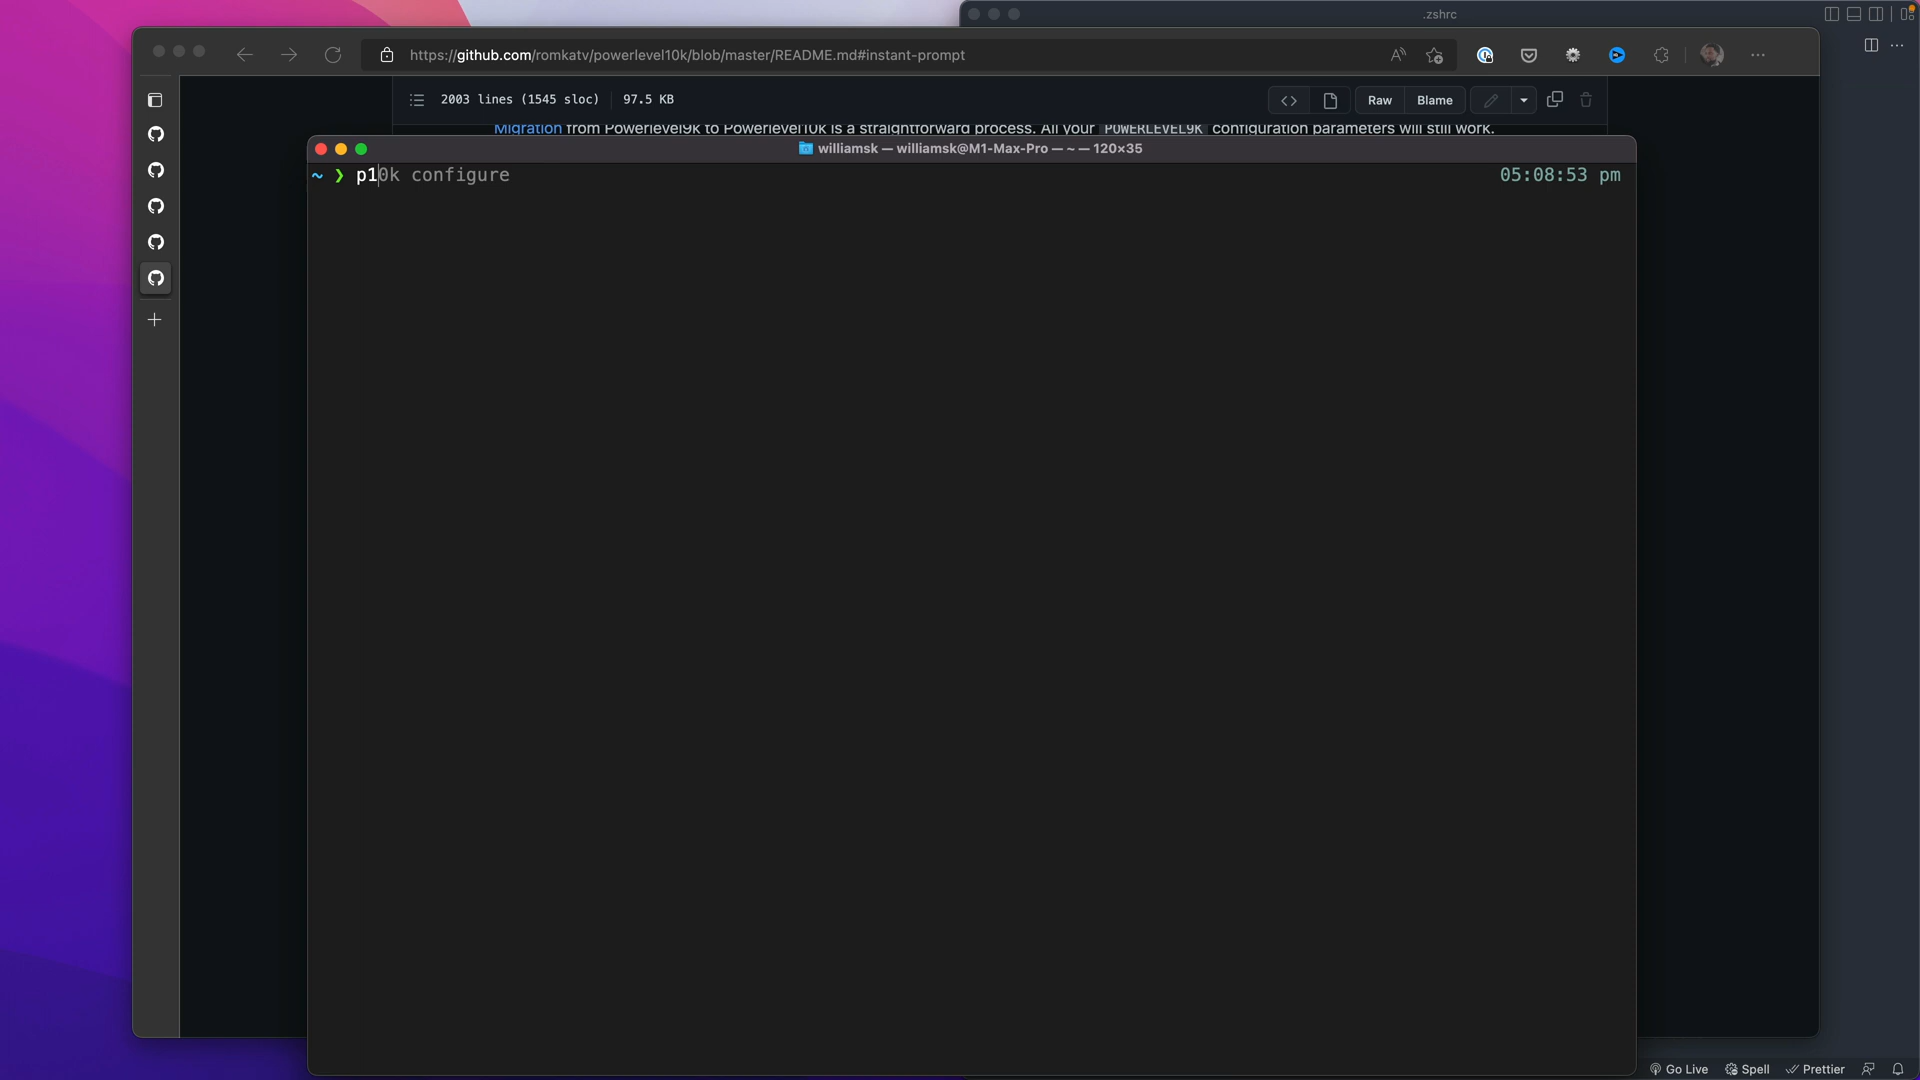 .zshrc
https://github.com/romkatv/powerlevel10k/blob/master/README.md#instant-prompt
2003 lines (1545 sloc) 97.5 KB
Raw Blame
Migration from Powerlevel9k to Powerlevel10k is a straightforward process. All your POWERLEVEL9K configuration parameters will still work.
williamsk — williamsk@M1-Max-Pro — ~ — 120×35
~ ❯ p10k configure 05:08:53 pm
Go Live Spell Prettier